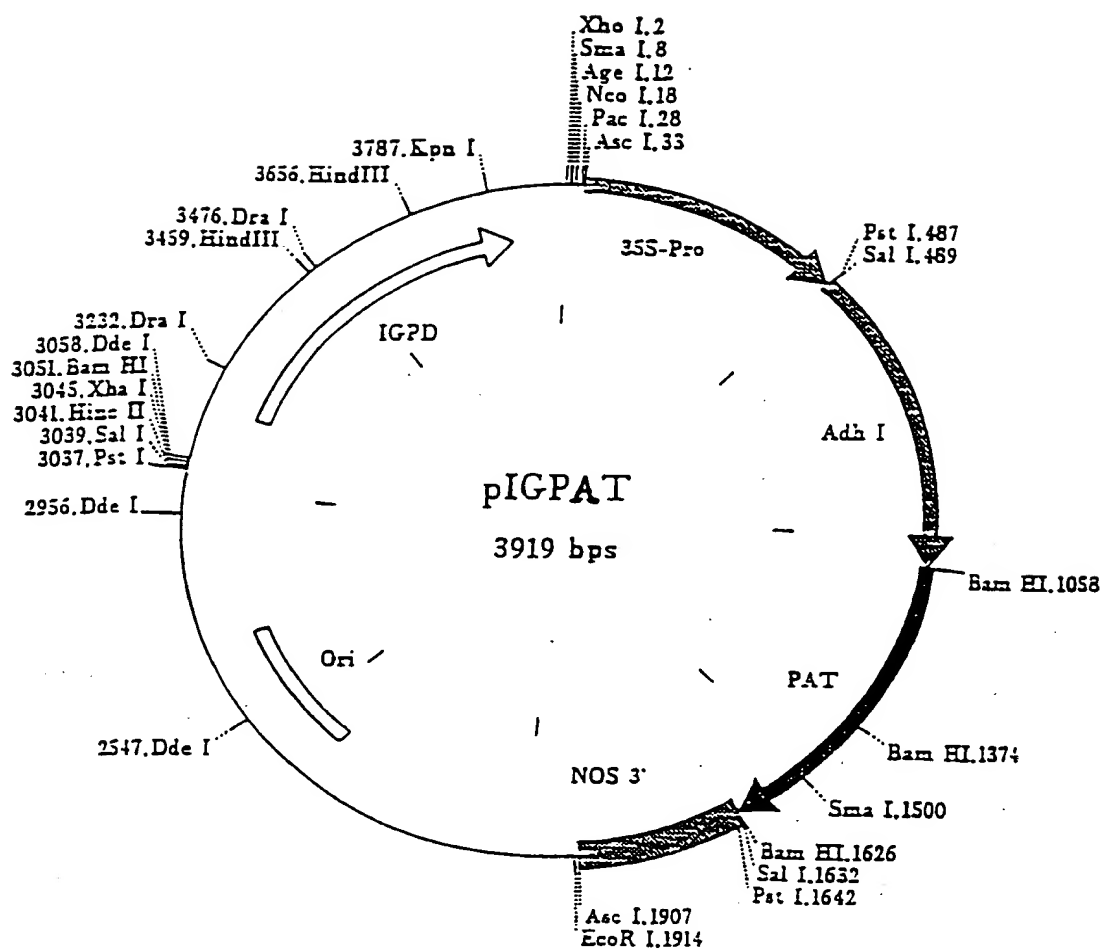 Xho I.2
Sma I.8
Age I.12
Nco I.18
Pac I.28
Asc I.33
3787.Kpn I
3656.HindIII
3476.Dra I
3459.HindIII
3232.Dra I
3058.Dde I
3051.Bam HI
3045.Xba I
3041.Hinc II
3039.Sal I
3037.Pst I
2956.Dde I
2547.Dde I
35S-Pro
Pst I.487
Sal I.489
IGPD
Adh I
pIGPAT
3919 bps
Bam HI.1058
Ori
PAT
Bam HI.1374
NOS 3'
Sma I.1500
Bam HI.1626
Sal I.1632
Pst I.1642
Asc I.1907
EcoR I.1914